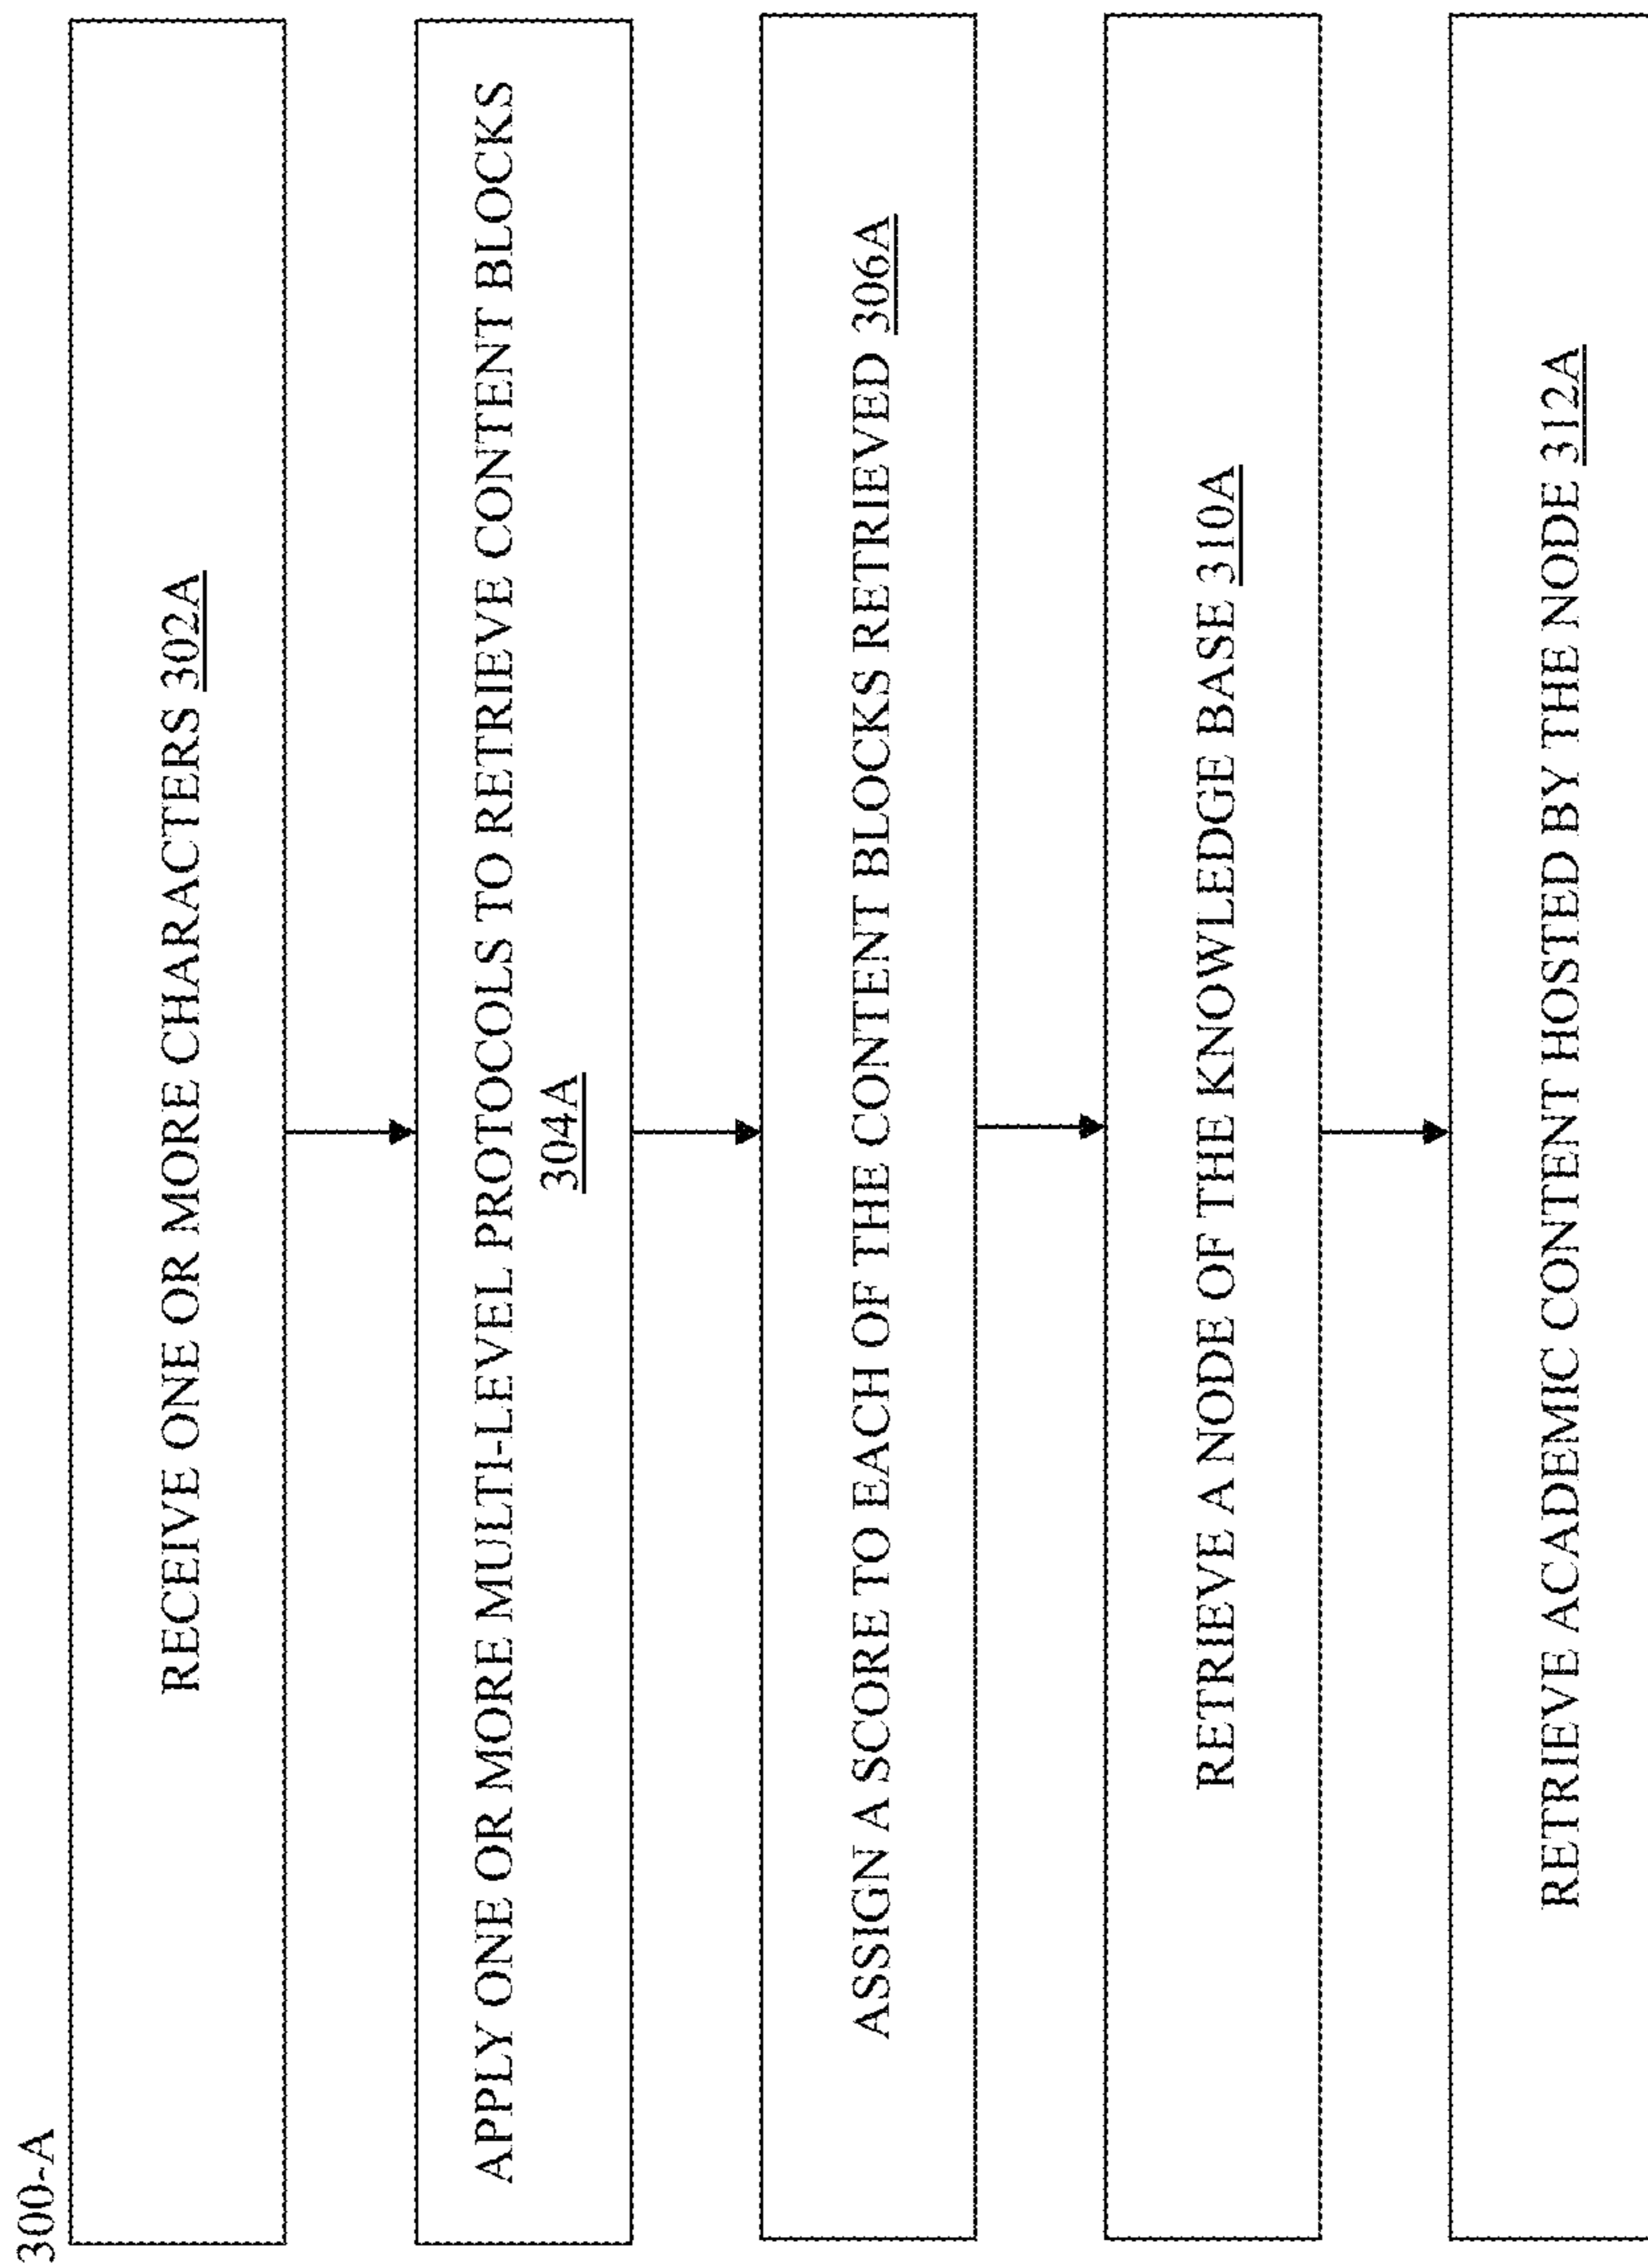 300-A
RECEIVE ONE OR MORE CHARACTERS 302A
APPLY ONE OR MORE MULTI-LEVEL PROTOCOLS TO RETRIEVE CONTENT BLOCKS
304A
ASSIGN A SCORE TO EACH OF THE CONTENT BLOCKS RETRIEVED 306A
RETRIEVE A NODE OF THE KNOWLEDGE BASE 310A
RETRIEVE ACADEMIC CONTENT HOSTED BY THE NODE 312A